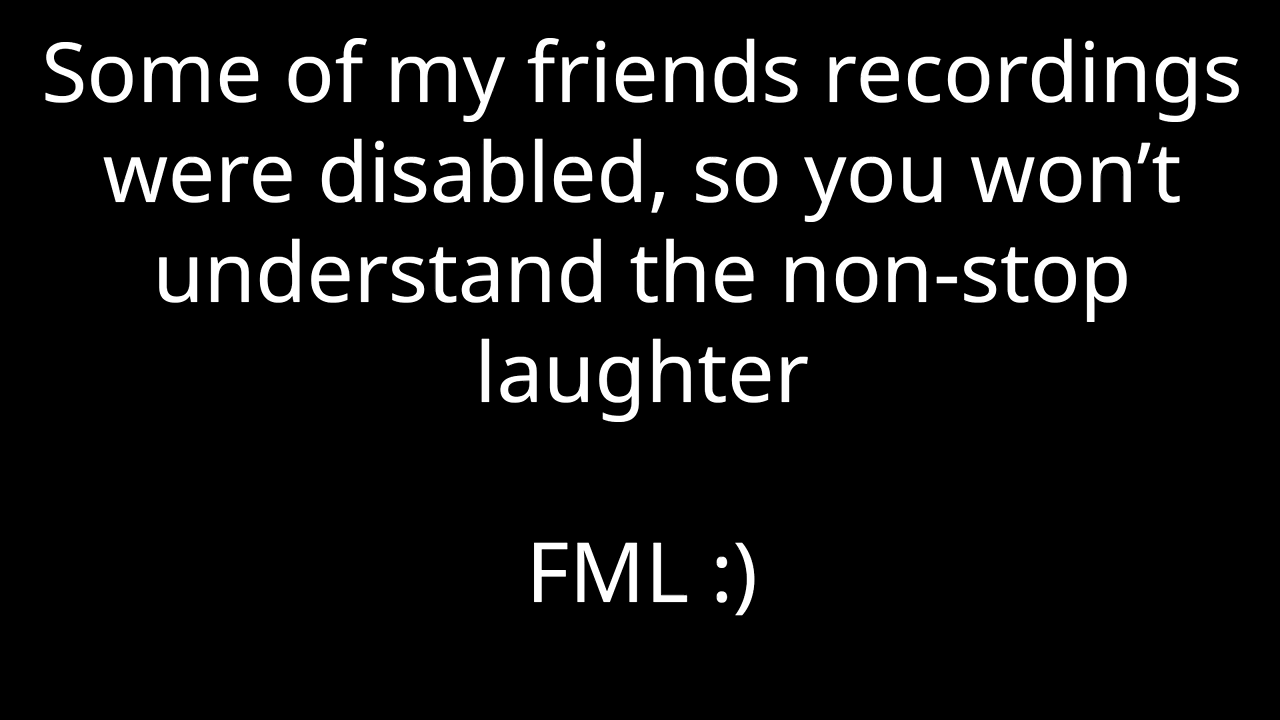 Some of my friends recordings
were disabled, so you won’t
understand the non-stop
laughter
FML :)